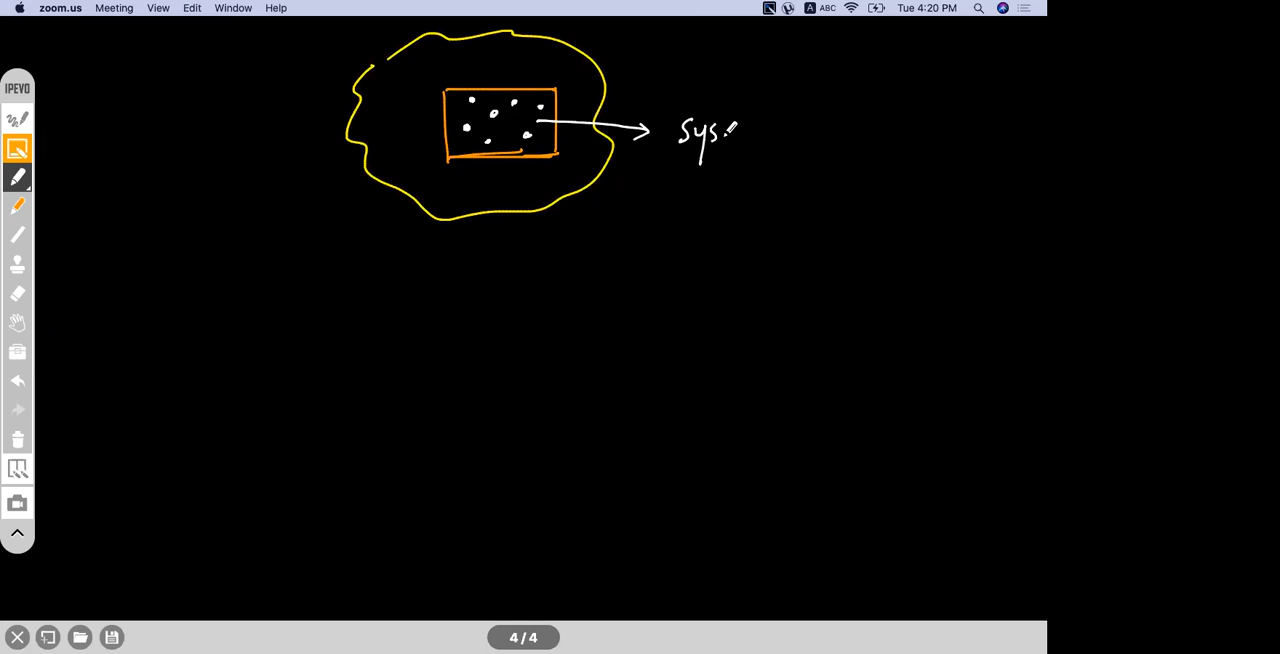 zoom.us Meeting View Edit Window Help A ABC Tue 4:20 PM
IPEVO
Sys.
4/4